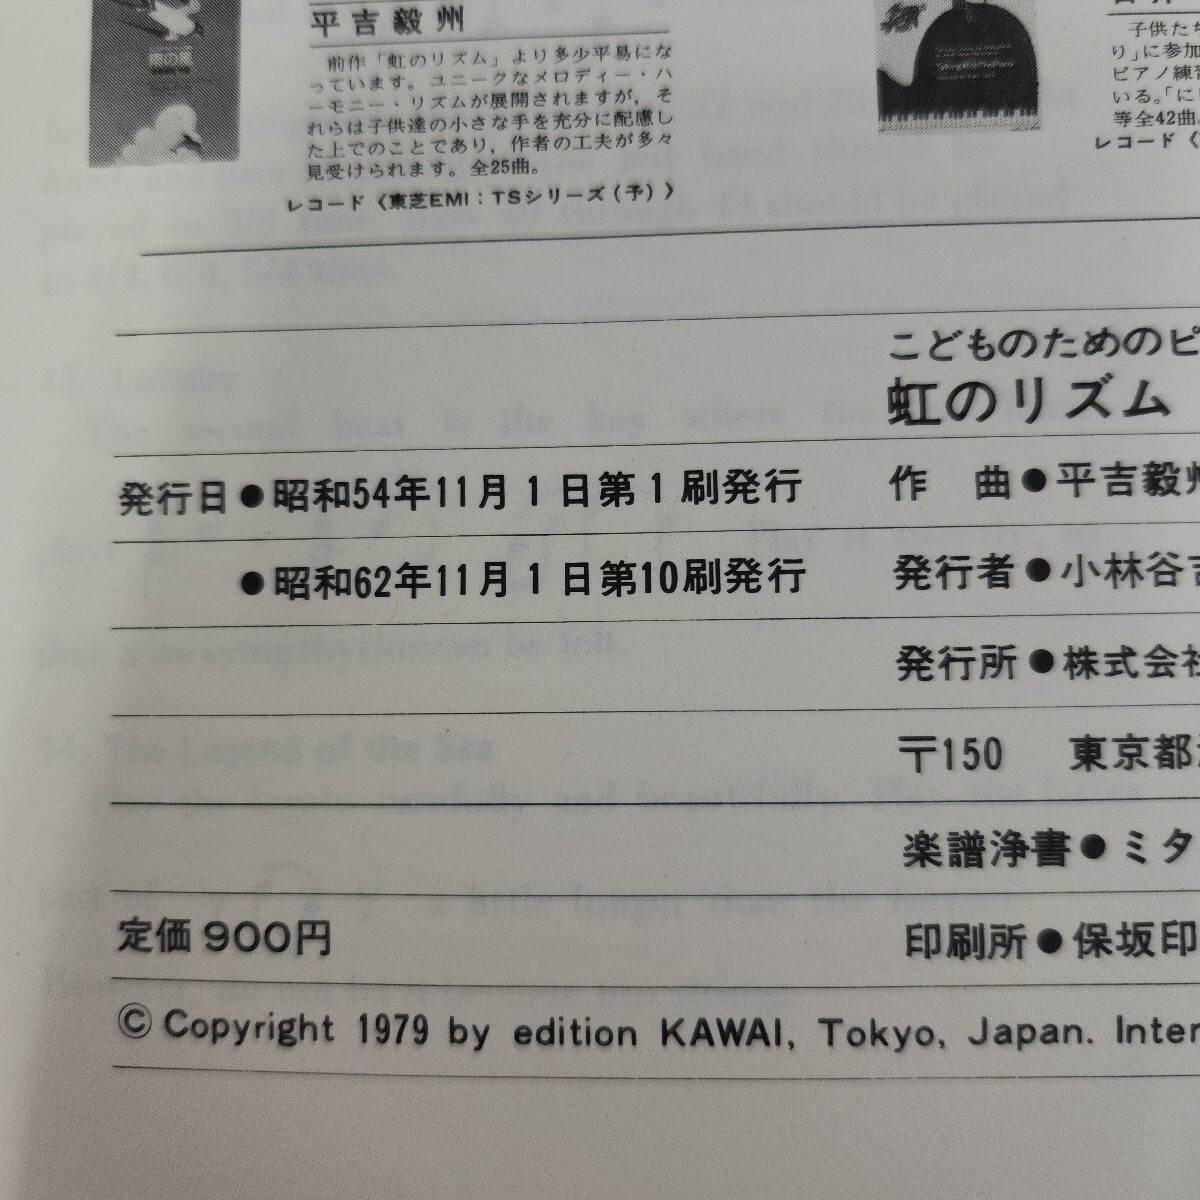 平吉毅州
前作「虹のリズム」より多少平易にな
っています。ユニークなメロディー・ハ
ーモニー・リズムが展開されますが、そ
れらは子供達の小さな手を充分に配慮し
た上でのことであり，作者の工夫が多々
見受けられます。全25曲。
レコード《東芝EMI：TSシリーズ（予）》
子供たち
り」に参加
ピアノ練習
いる。「に
等全42曲。
レコード《
こどものためのピ
虹のリズム
発行日●昭和54年11月1日第1刷発行
作 曲●平吉毅州
●昭和62年11月1日第10刷発行
発行者●小林谷吉
発行所●株式会社
〒150 東京都
楽譜浄書●ミタ
定価900円
印刷所●保坂印
©Copyright 1979 by edition KAWAI, Tokyo, Japan. Inter